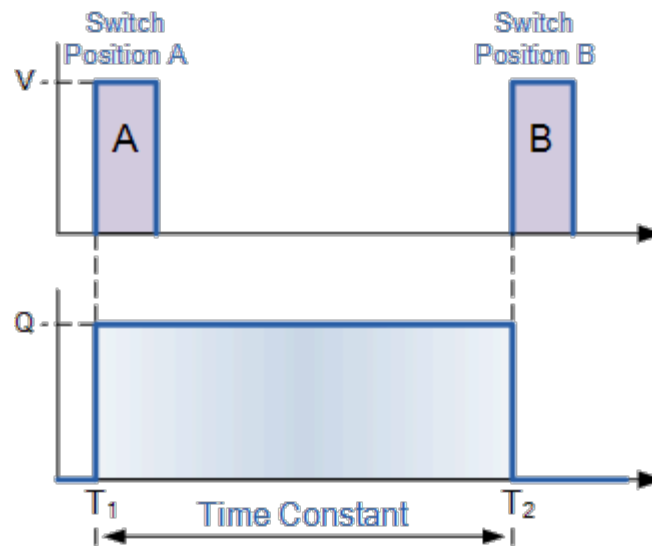 Switch
Position A
Switch
Position B
V
A
B
Q
T1
T2
Time Constant